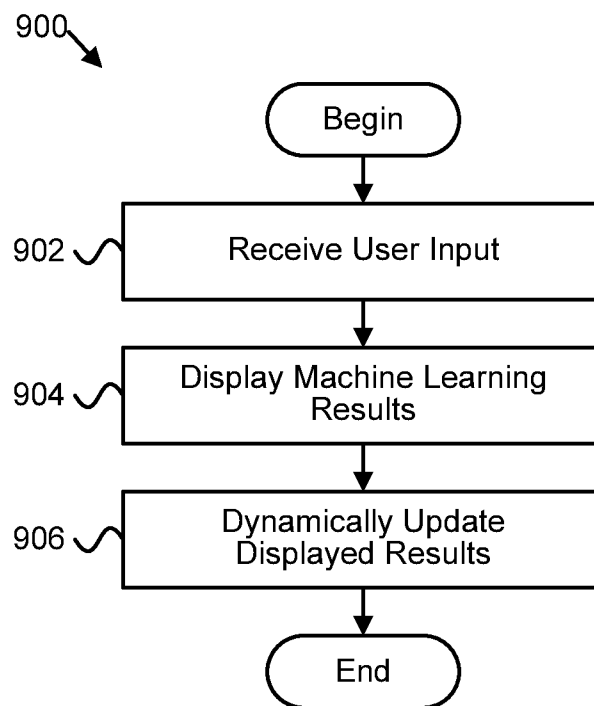 900
Begin
902
Receive User Input
904
Display Machine Learning
Results
906
Dynamically Update
Displayed Results
End